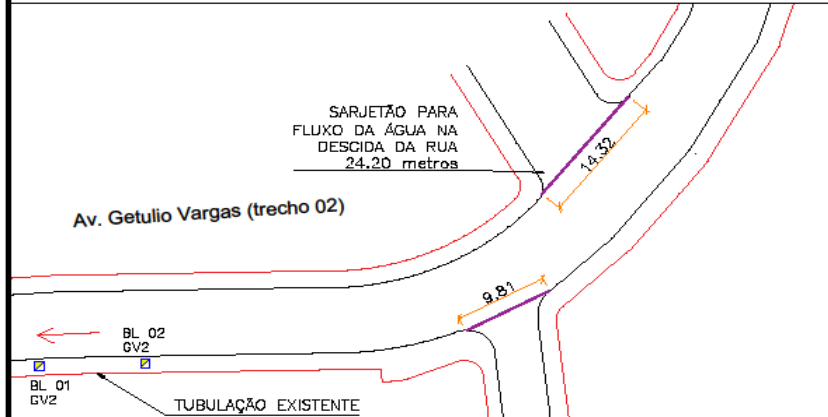 SARJETÃO PARA
FLUXO DA ÁGUA NA
DESCIDA DA RUA
24.20 metros
14.32
Av. Getulio Vargas (trecho 02)
9.81
BL 02
GV2
BL 01
GV2
TUBULAÇÃO EXISTENTE